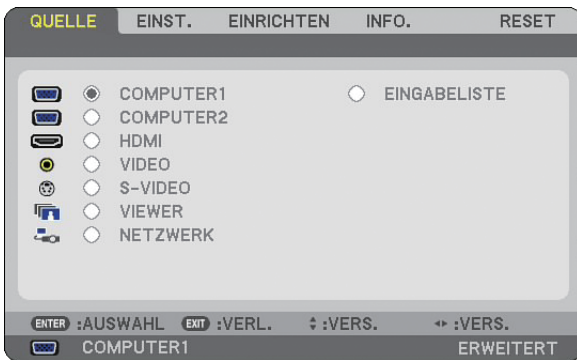 QUELLE EINST. EINRICHTEN INFO. RESET
COMPUTER1 EINGABELISTE
COMPUTER2
HDMI
VIDEO
S-VIDEO
VIEWER
NETZWERK
ENTER :AUSWAHL EXIT :VERL. :VERS. :VERS.
COMPUTER1 ERWEITERT